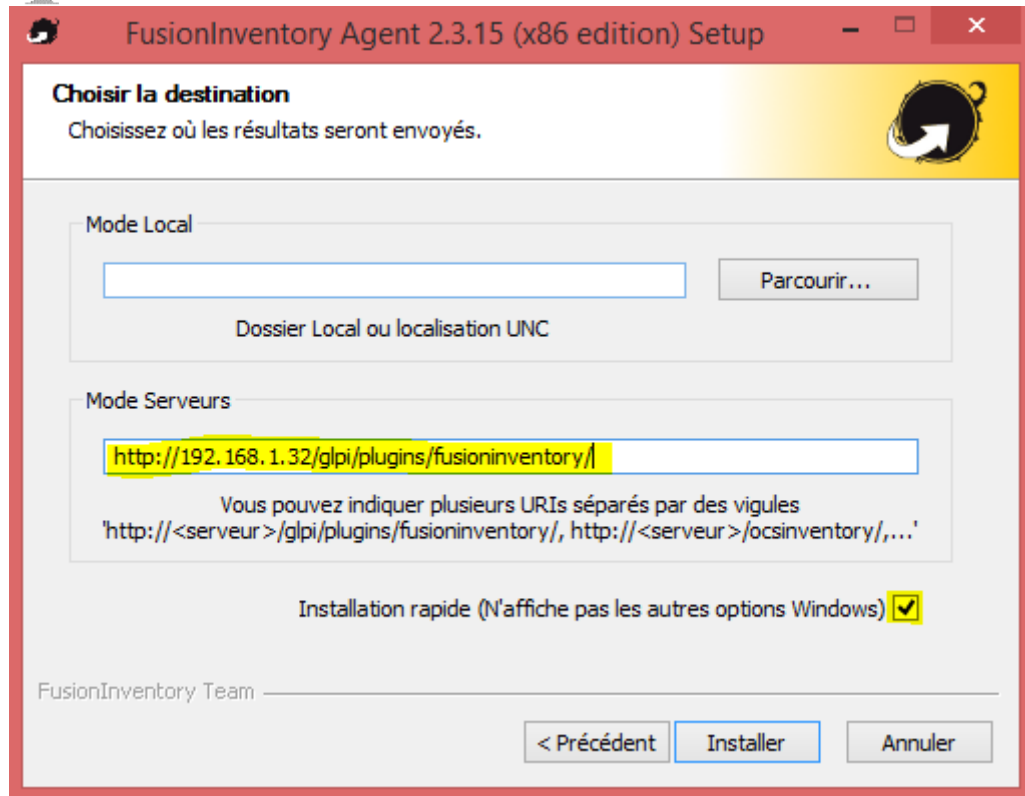 FusionInventory Agent 2.3.15 (x86 edition) Setup
Choisir la destination
Choisissez où les résultats seront envoyés.
Mode Local
Parcourir...
Dossier Local ou localisation UNC
Mode Serveurs
http://192.168.1.32/glpi/plugins/fusioninventory/
Vous pouvez indiquer plusieurs URIs séparés par des vigules
'http://<serveur>/glpi/plugins/fusioninventory/, http://<serveur>/ocsinventory/,...'
Installation rapide (N'affiche pas les autres options Windows)
FusionInventory Team
< Précédent
Installer
Annuler